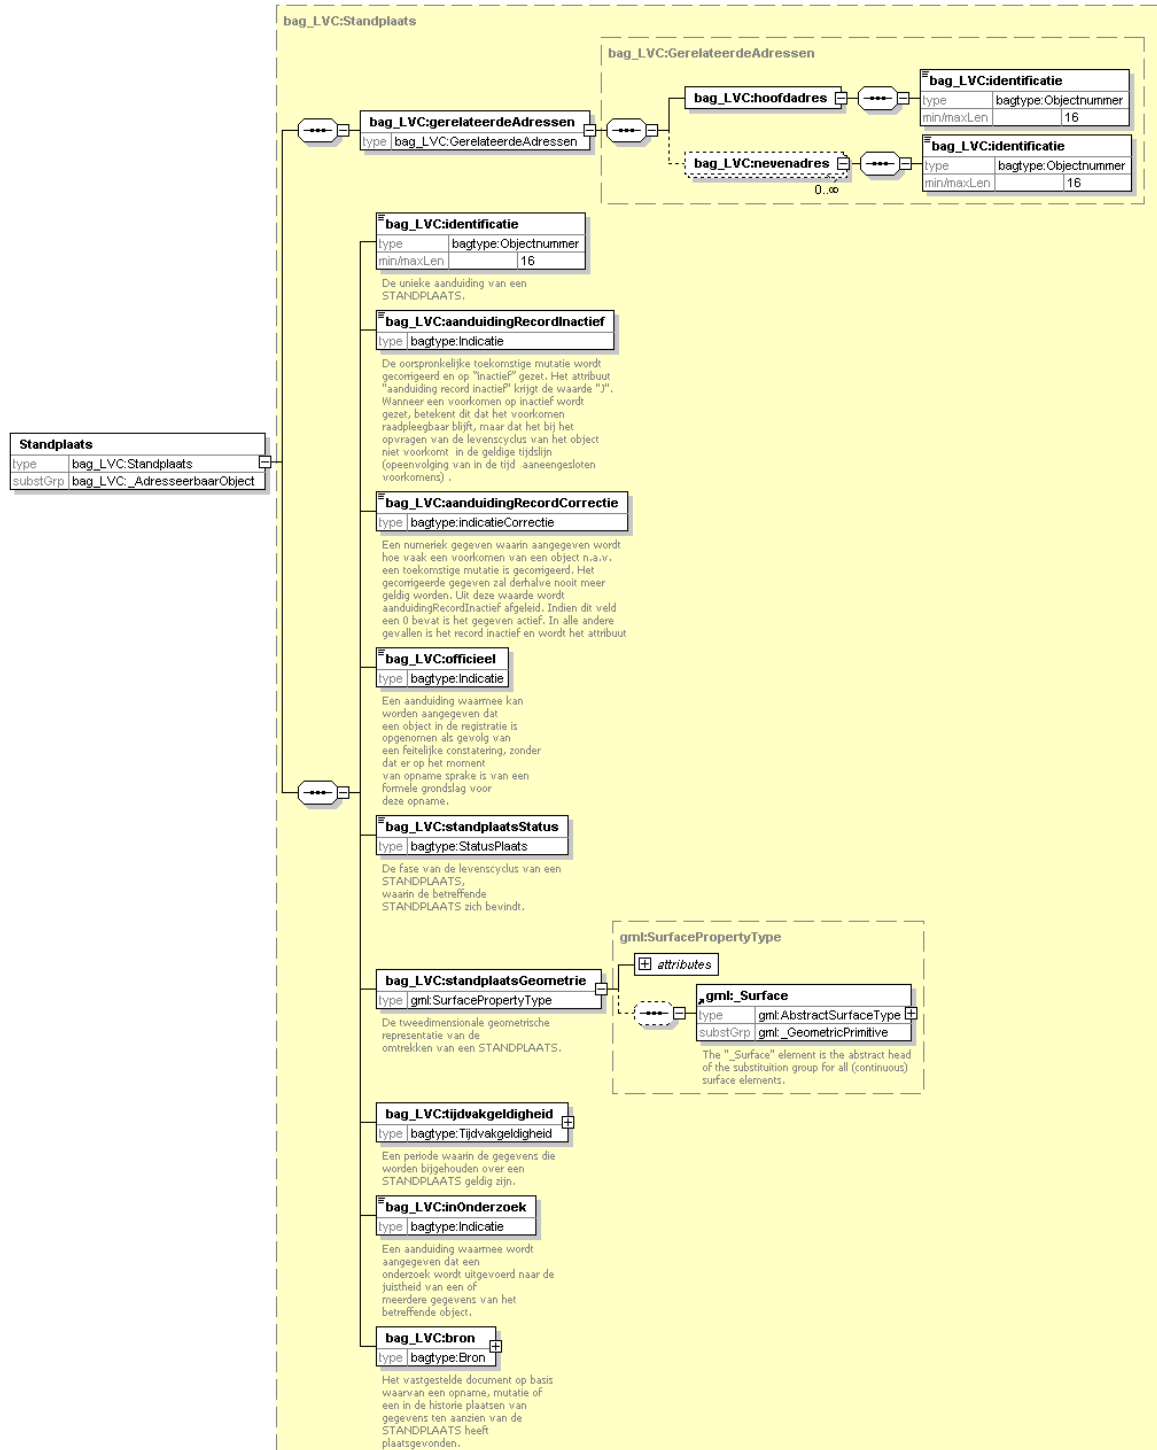 bag_LVC:Standplaats
bag_LVC:GerelateerdeAdressen
bag_LVC:identificatie
type bagtype:Objectnummer
min/maxLen 16
bag_LVC:hoofdadres
bag_LVC:gerelateerdeAdressen
type bag_LVC:GerelateerdeAdressen
bag_LVC:identificatie
type bagtype:Objectnummer
min/maxLen 16
bag_LVC:nevenadres
0..∞
bag_LVC:identificatie
type bagtype:Objectnummer
min/maxLen 16
De unieke aanduiding van een
STANDPLAATS.
bag_LVC:aanduidingRecordInactief
type bagtype:Indicatie
De oorspronkelijke toekomstige mutatie wordt
gecorrigeerd en op "inactief" gezet. Het attribuut
"aanduiding record inactief" krijgt de waarde "J".
Wanneer een voorkomen op inactief wordt
gezet, betekent dit dat het voorkomen
raadpleegbaar blijft, maar dat het bij het
opvragen van de levenscyclus van het object
niet voorkomt in de geldige tijdslijn
(opeenvolging van in de tijd aaneengesloten
voorkomens) .
Standplaats
type bag_LVC:Standplaats
substGrp bag_LVC:_AdresseerbaarObject
bag_LVC:aanduidingRecordCorrectie
type bagtype:indicatieCorrectie
Een numeriek gegeven waarin aangegeven wordt
hoe vaak een voorkomen van een object n.a.v.
een toekomstige mutatie is gecorrigeerd. Het
gecorrigeerde gegeven zal derhalve nooit meer
geldig worden. Uit deze waarde wordt
aanduidingRecordInactief afgeleid. Indien dit veld
een 0 bevat is het gegeven actief. In alle andere
gevallen is het record inactief en wordt het attribuut
bag_LVC:officieel
type bagtype:Indicatie
Een aanduiding waarmee kan
worden aangegeven dat
een object in de registratie is
opgenomen als gevolg van
een feitelijke constatering, zonder
dat er op het moment
van opname sprake is van een
formele grondslag voor
deze opname.
bag_LVC:standplaatsStatus
type bagtype:StatusPlaats
De fase van de levenscyclus van een
STANDPLAATS,
waarin de betreffende
STANDPLAATS zich bevindt.
gml:SurfacePropertyType
attributes
bag_LVC:standplaatsGeometrie
type gml:SurfacePropertyType
De tweedimensionale geometrische
representatie van de
omtrekken van een STANDPLAATS.
gml:_Surface
type gml:AbstractSurfaceType
substGrp gml:_GeometricPrimitive
The "_Surface" element is the abstract head
of the substituition group for all (continuous)
surface elements.
bag_LVC:tijdvakgeldigheid
type bagtype:Tijdvakgeldigheid
Een periode waarin de gegevens die
worden bijgehouden over een
STANDPLAATS geldig zijn.
bag_LVC:inOnderzoek
type bagtype:Indicatie
Een aanduiding waarmee wordt
aangegeven dat een
onderzoek wordt uitgevoerd naar de
juistheid van een of
meerdere gegevens van het
betreffende object.
bag_LVC:bron
type bagtype:Bron
Het vastgestelde document op basis
waarvan een opname, mutatie of
een in de historie plaatsen van
gegevens ten aanzien van de
STANDPLAATS heeft
plaatsgevonden.